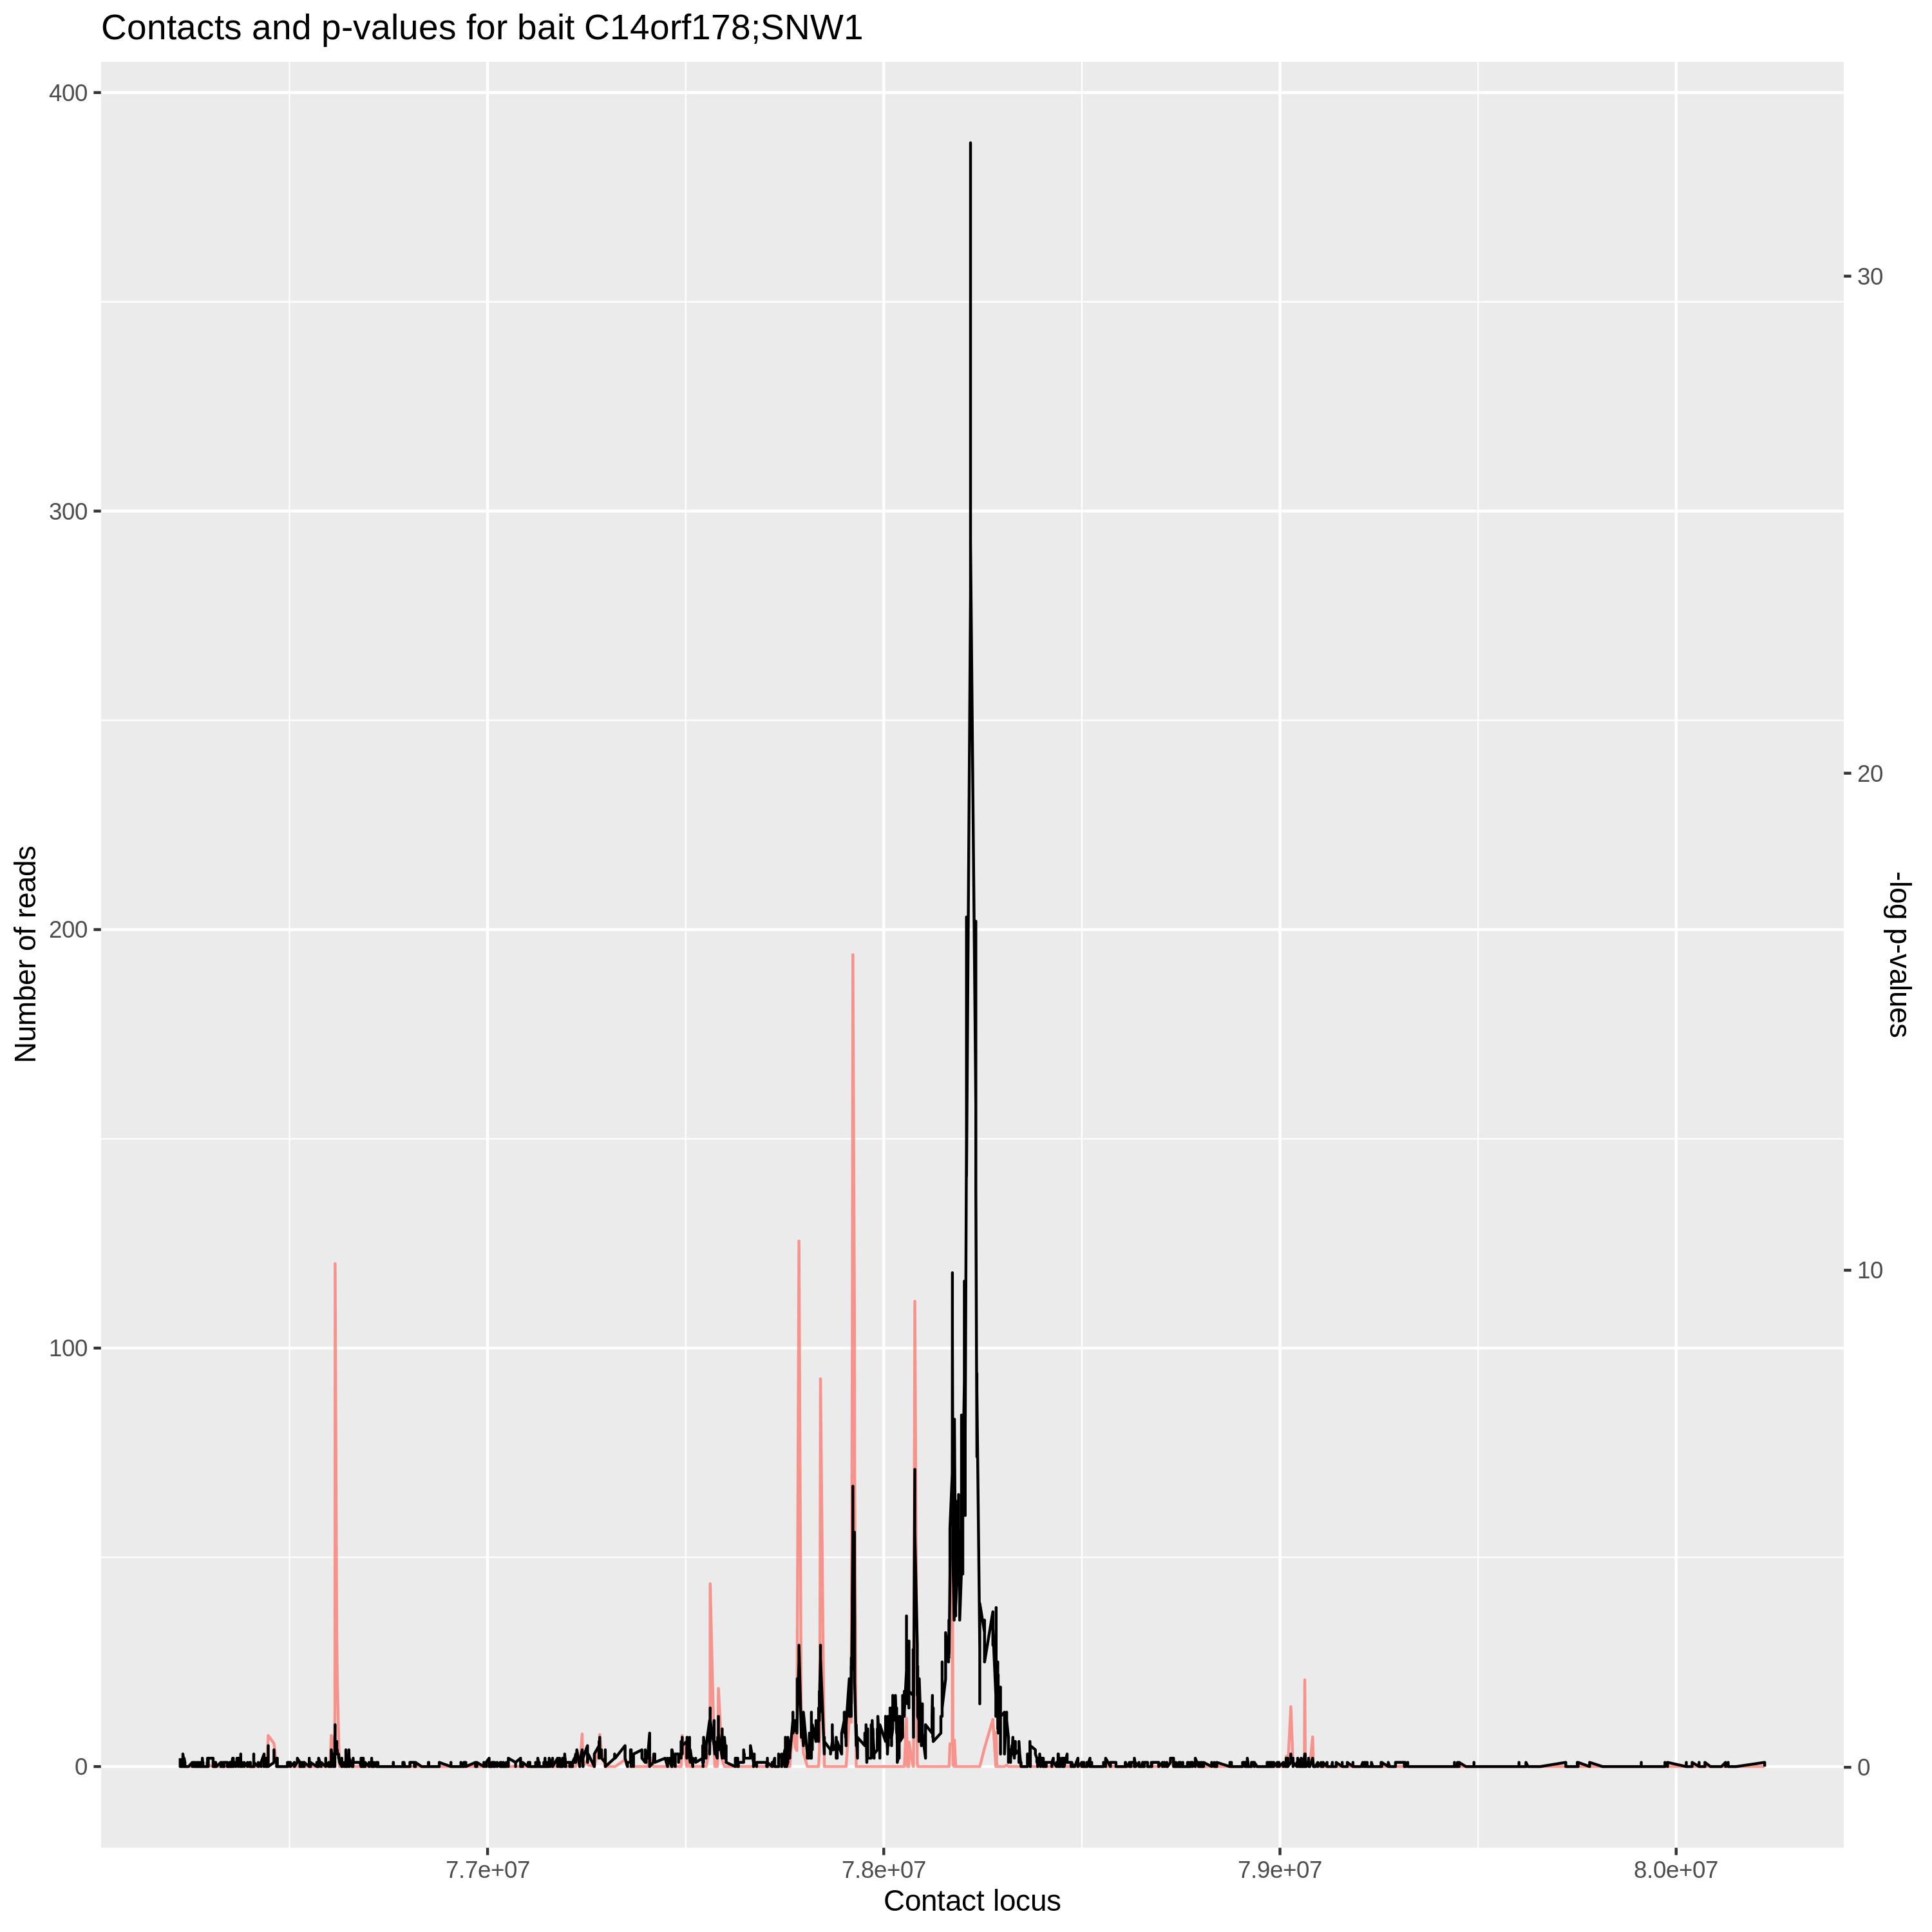 Contacts and p-values for bait C14orf178;SNW1
400
300
200
100
0
Number of reads
30
20
10
0
-log p-values
7.7e+07
7.8e+07
7.9e+07
8.0e+07
Contact locus